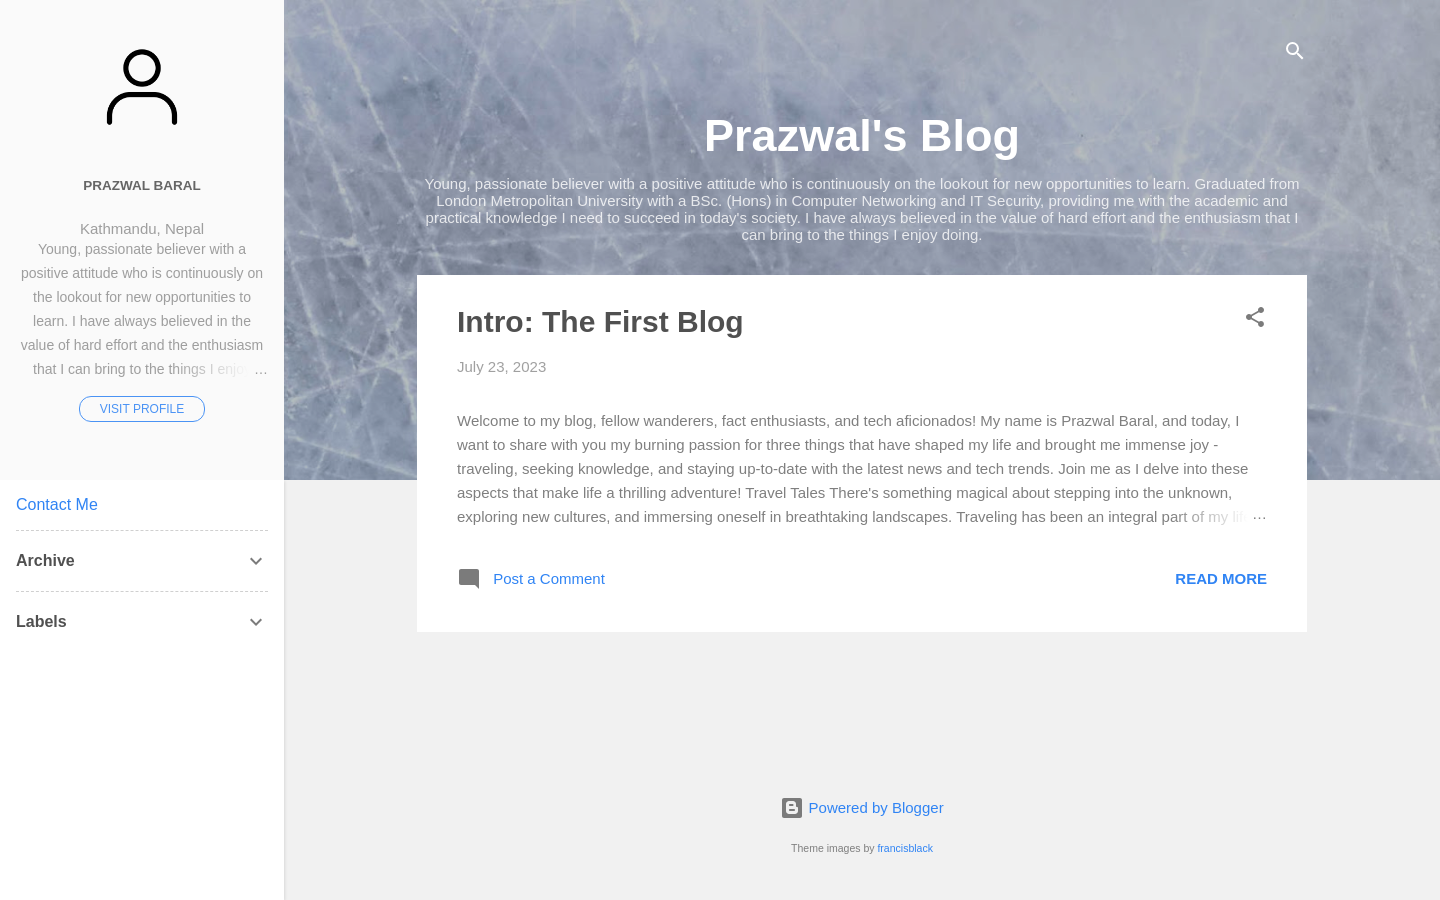 PRAZWAL BARAL
Kathmandu, Nepal
Young, passionate believer with a
positive attitude who is continuously on
the lookout for new opportunities to
learn. I have always believed in the
value of hard effort and the enthusiasm
that I can bring to the things I enjoy …
VISIT PROFILE
Contact Me
Archive
Labels
Prazwal's Blog
Young, passionate believer with a positive attitude who is continuously on the lookout for new opportunities to learn. Graduated from
London Metropolitan University with a BSc. (Hons) in Computer Networking and IT Security, providing me with the academic and
practical knowledge I need to succeed in today's society. I have always believed in the value of hard effort and the enthusiasm that I
can bring to the things I enjoy doing.
Intro: The First Blog
July 23, 2023
Welcome to my blog, fellow wanderers, fact enthusiasts, and tech aficionados! My name is Prazwal Baral, and today, I
want to share with you my burning passion for three things that have shaped my life and brought me immense joy -
traveling, seeking knowledge, and staying up-to-date with the latest news and tech trends. Join me as I delve into these
aspects that make life a thrilling adventure! Travel Tales There's something magical about stepping into the unknown,
exploring new cultures, and immersing oneself in breathtaking landscapes. Traveling has been an integral part of my …
Post a Comment
READ MORE
Powered by Blogger
Theme images by francisblack